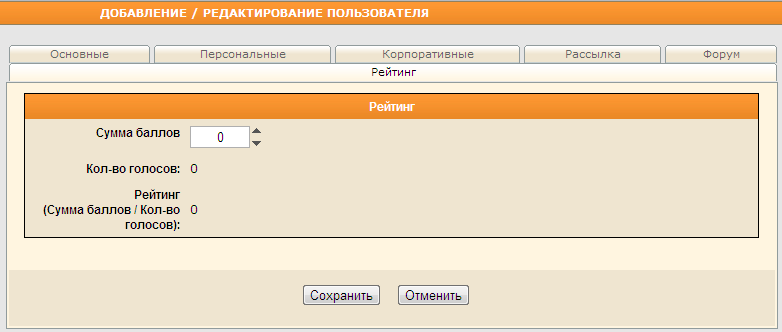 ДОБАВЛЕНИЕ / РЕДАКТИРОВАНИЕ ПОЛЬЗОВАТЕЛЯ
Основные Персональные Корпоративные Рассылка Форум
Рейтинг
Рейтинг
Сумма баллов 0
Кол-во голосов: 0
Рейтинг
(Сумма баллов / Кол-во 0
голосов):
Сохранить Отменить